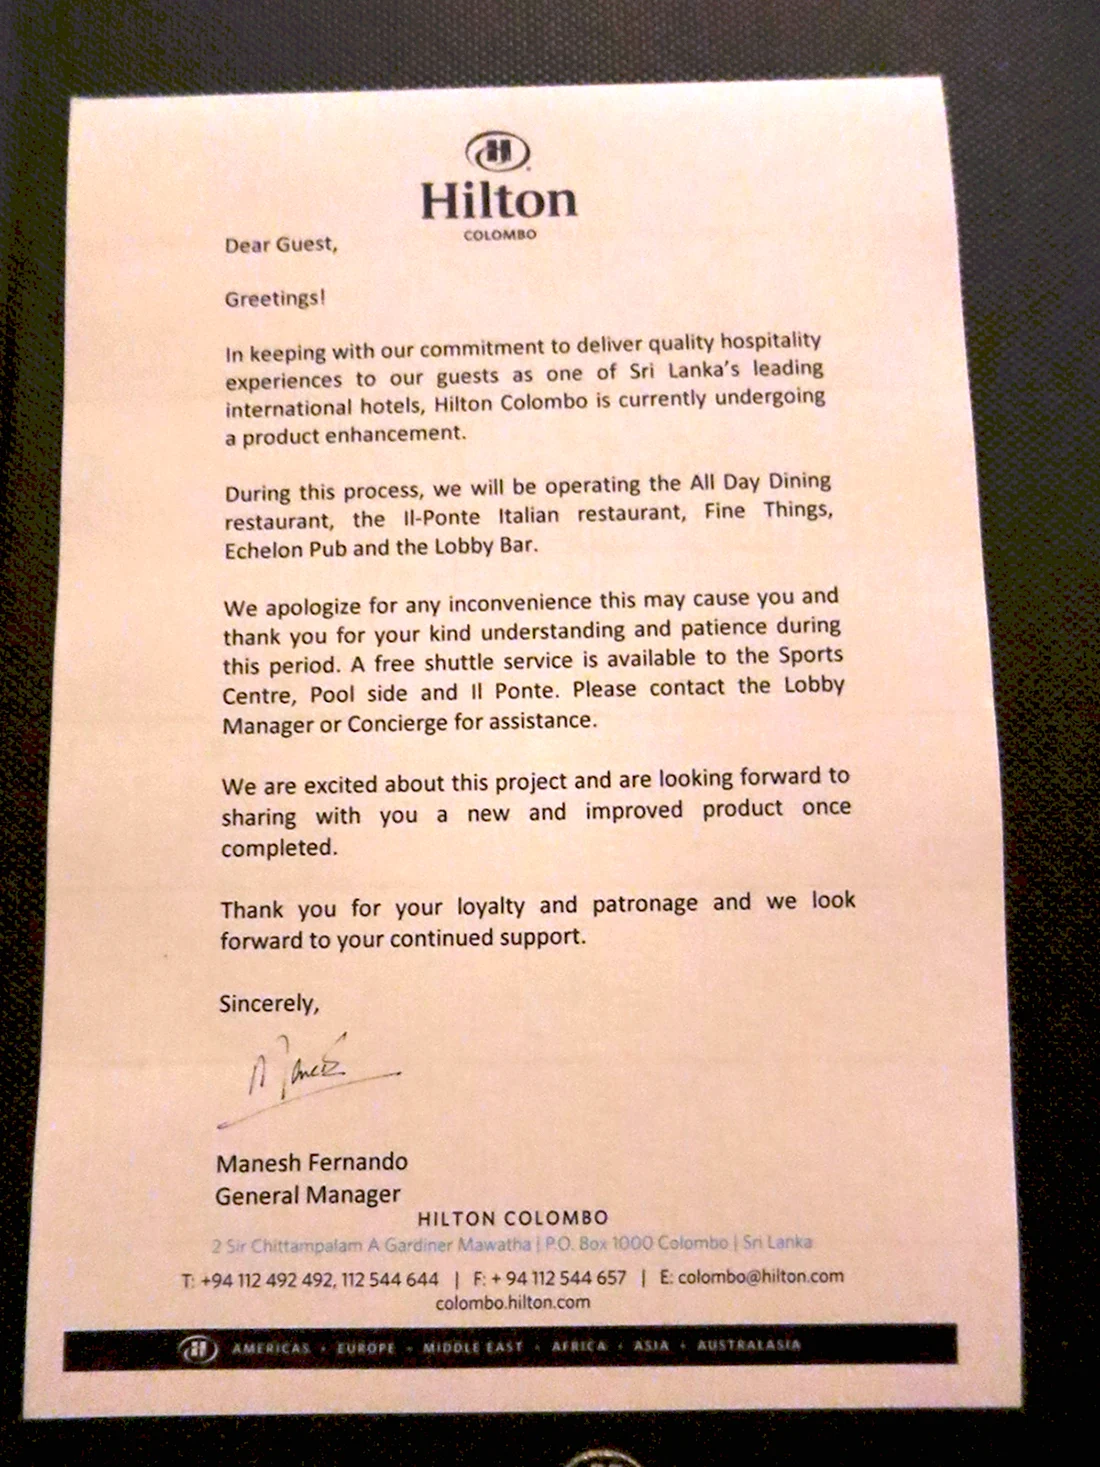 Hilton
COLOMBO
Dear Guest,
Greetings!
In keeping with our commitment to deliver quality hospitality
experiences to our guests as one of Sri Lanka's leading
international hotels, Hilton Colombo is currently undergoing
a product enhancement.
During this process, we will be operating the All Day Dining
restaurant, the Il-Ponte Italian restaurant, Fine Things,
Echelon Pub and the Lobby Bar.
We apologize for any inconvenience this may cause you and
thank you for your kind understanding and patience during
this period. A free shuttle service is available to the Sports
Centre, Pool side and Il Ponte. Please contact the Lobby
Manager or Concierge for assistance.
We are excited about this project and are looking forward to
sharing with you a new and improved product once
completed.
Thank you for your loyalty and patronage and we look
forward to your continued support.
Sincerely,
Manesh Fernando
General Manager
HILTON COLOMBO
2 Sir Chittampalam A Gardiner Mawatha | P.O. Box 1000 Colombo | Sri Lanka
T: +94 112 492 492, 112 544 644 | F: + 94 112 544 657 | E: colombo@hilton.com
colombo.hilton.com
AMERICAS • EUROPE • MIDDLE EAST • AFRICA • ASIA • AUSTRALASIA